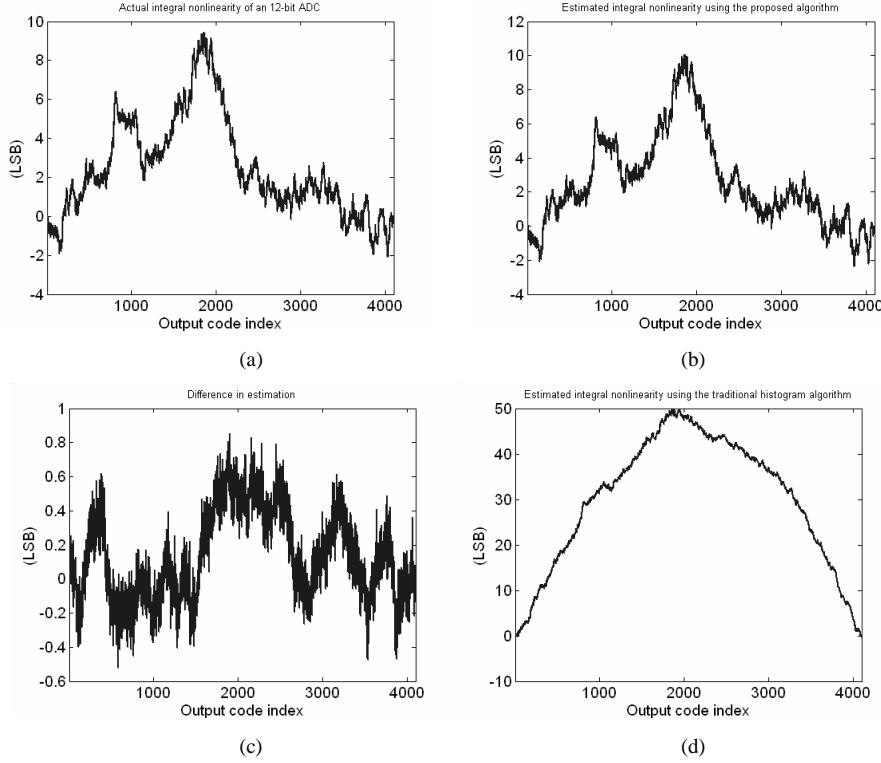 Actual integral nonlinearity of an 12-bit ADC
10
8
6
4
2
0
-2
-4
(LSB)
1000 2000 3000 4000
Output code index
(a)
Estimated integral nonlinearity using the proposed algorithm
12
10
8
6
4
2
0
-2
-4
(LSB)
1000 2000 3000 4000
Output code index
(b)
Difference in estimation
1
0.8
0.6
0.4
0.2
0
-0.2
-0.4
-0.6
(LSB)
1000 2000 3000 4000
Output code index
(c)
Estimated integral nonlinearity using the traditional histogram algorithm
50
40
30
20
10
0
-10
(LSB)
1000 2000 3000 4000
Output code index
(d)